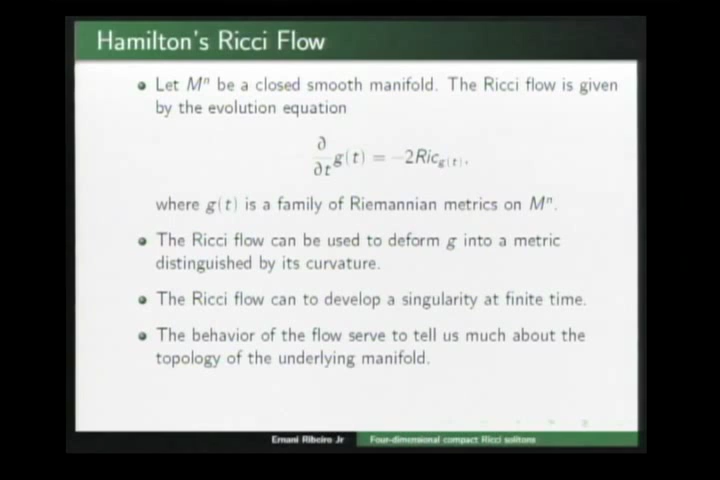 Hamilton's Ricci Flow
Let Mⁿ be a closed smooth manifold. The Ricci flow is given
by the evolution equation
∂/∂t g(t) = −2Ric_{g(t)},
where g(t) is a family of Riemannian metrics on Mⁿ.
The Ricci flow can be used to deform g into a metric
distinguished by its curvature.
The Ricci flow can to develop a singularity at finite time.
The behavior of the flow serve to tell us much about the
topology of the underlying manifold.
Ernani Ribeiro Jr Four-dimensional compact Ricci solitons